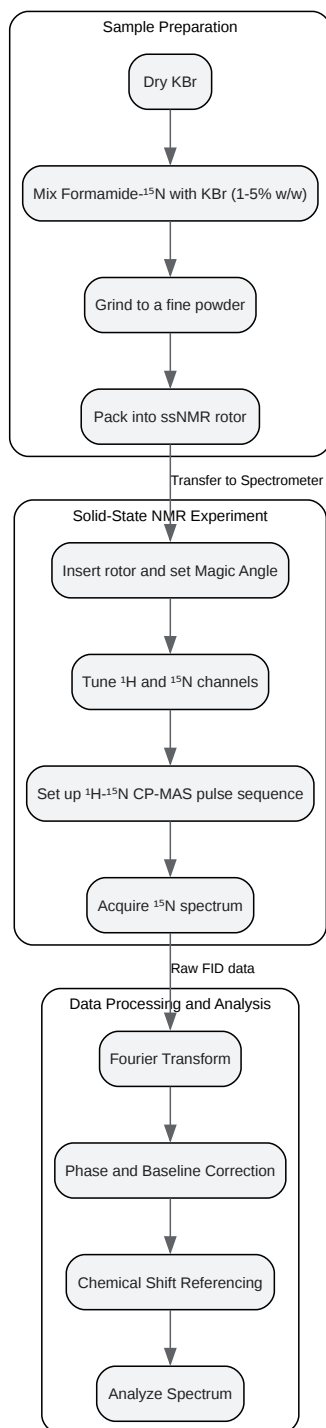 Sample Preparation
Dry KBr
Mix Formamide-¹⁵N with KBr (1-5% w/w)
Grind to a fine powder
Pack into ssNMR rotor
Transfer to Spectrometer
Solid-State NMR Experiment
Insert rotor and set Magic Angle
Tune ¹H and ¹⁵N channels
Set up ¹H-¹⁵N CP-MAS pulse sequence
Acquire ¹⁵N spectrum
Raw FID data
Data Processing and Analysis
Fourier Transform
Phase and Baseline Correction
Chemical Shift Referencing
Analyze Spectrum